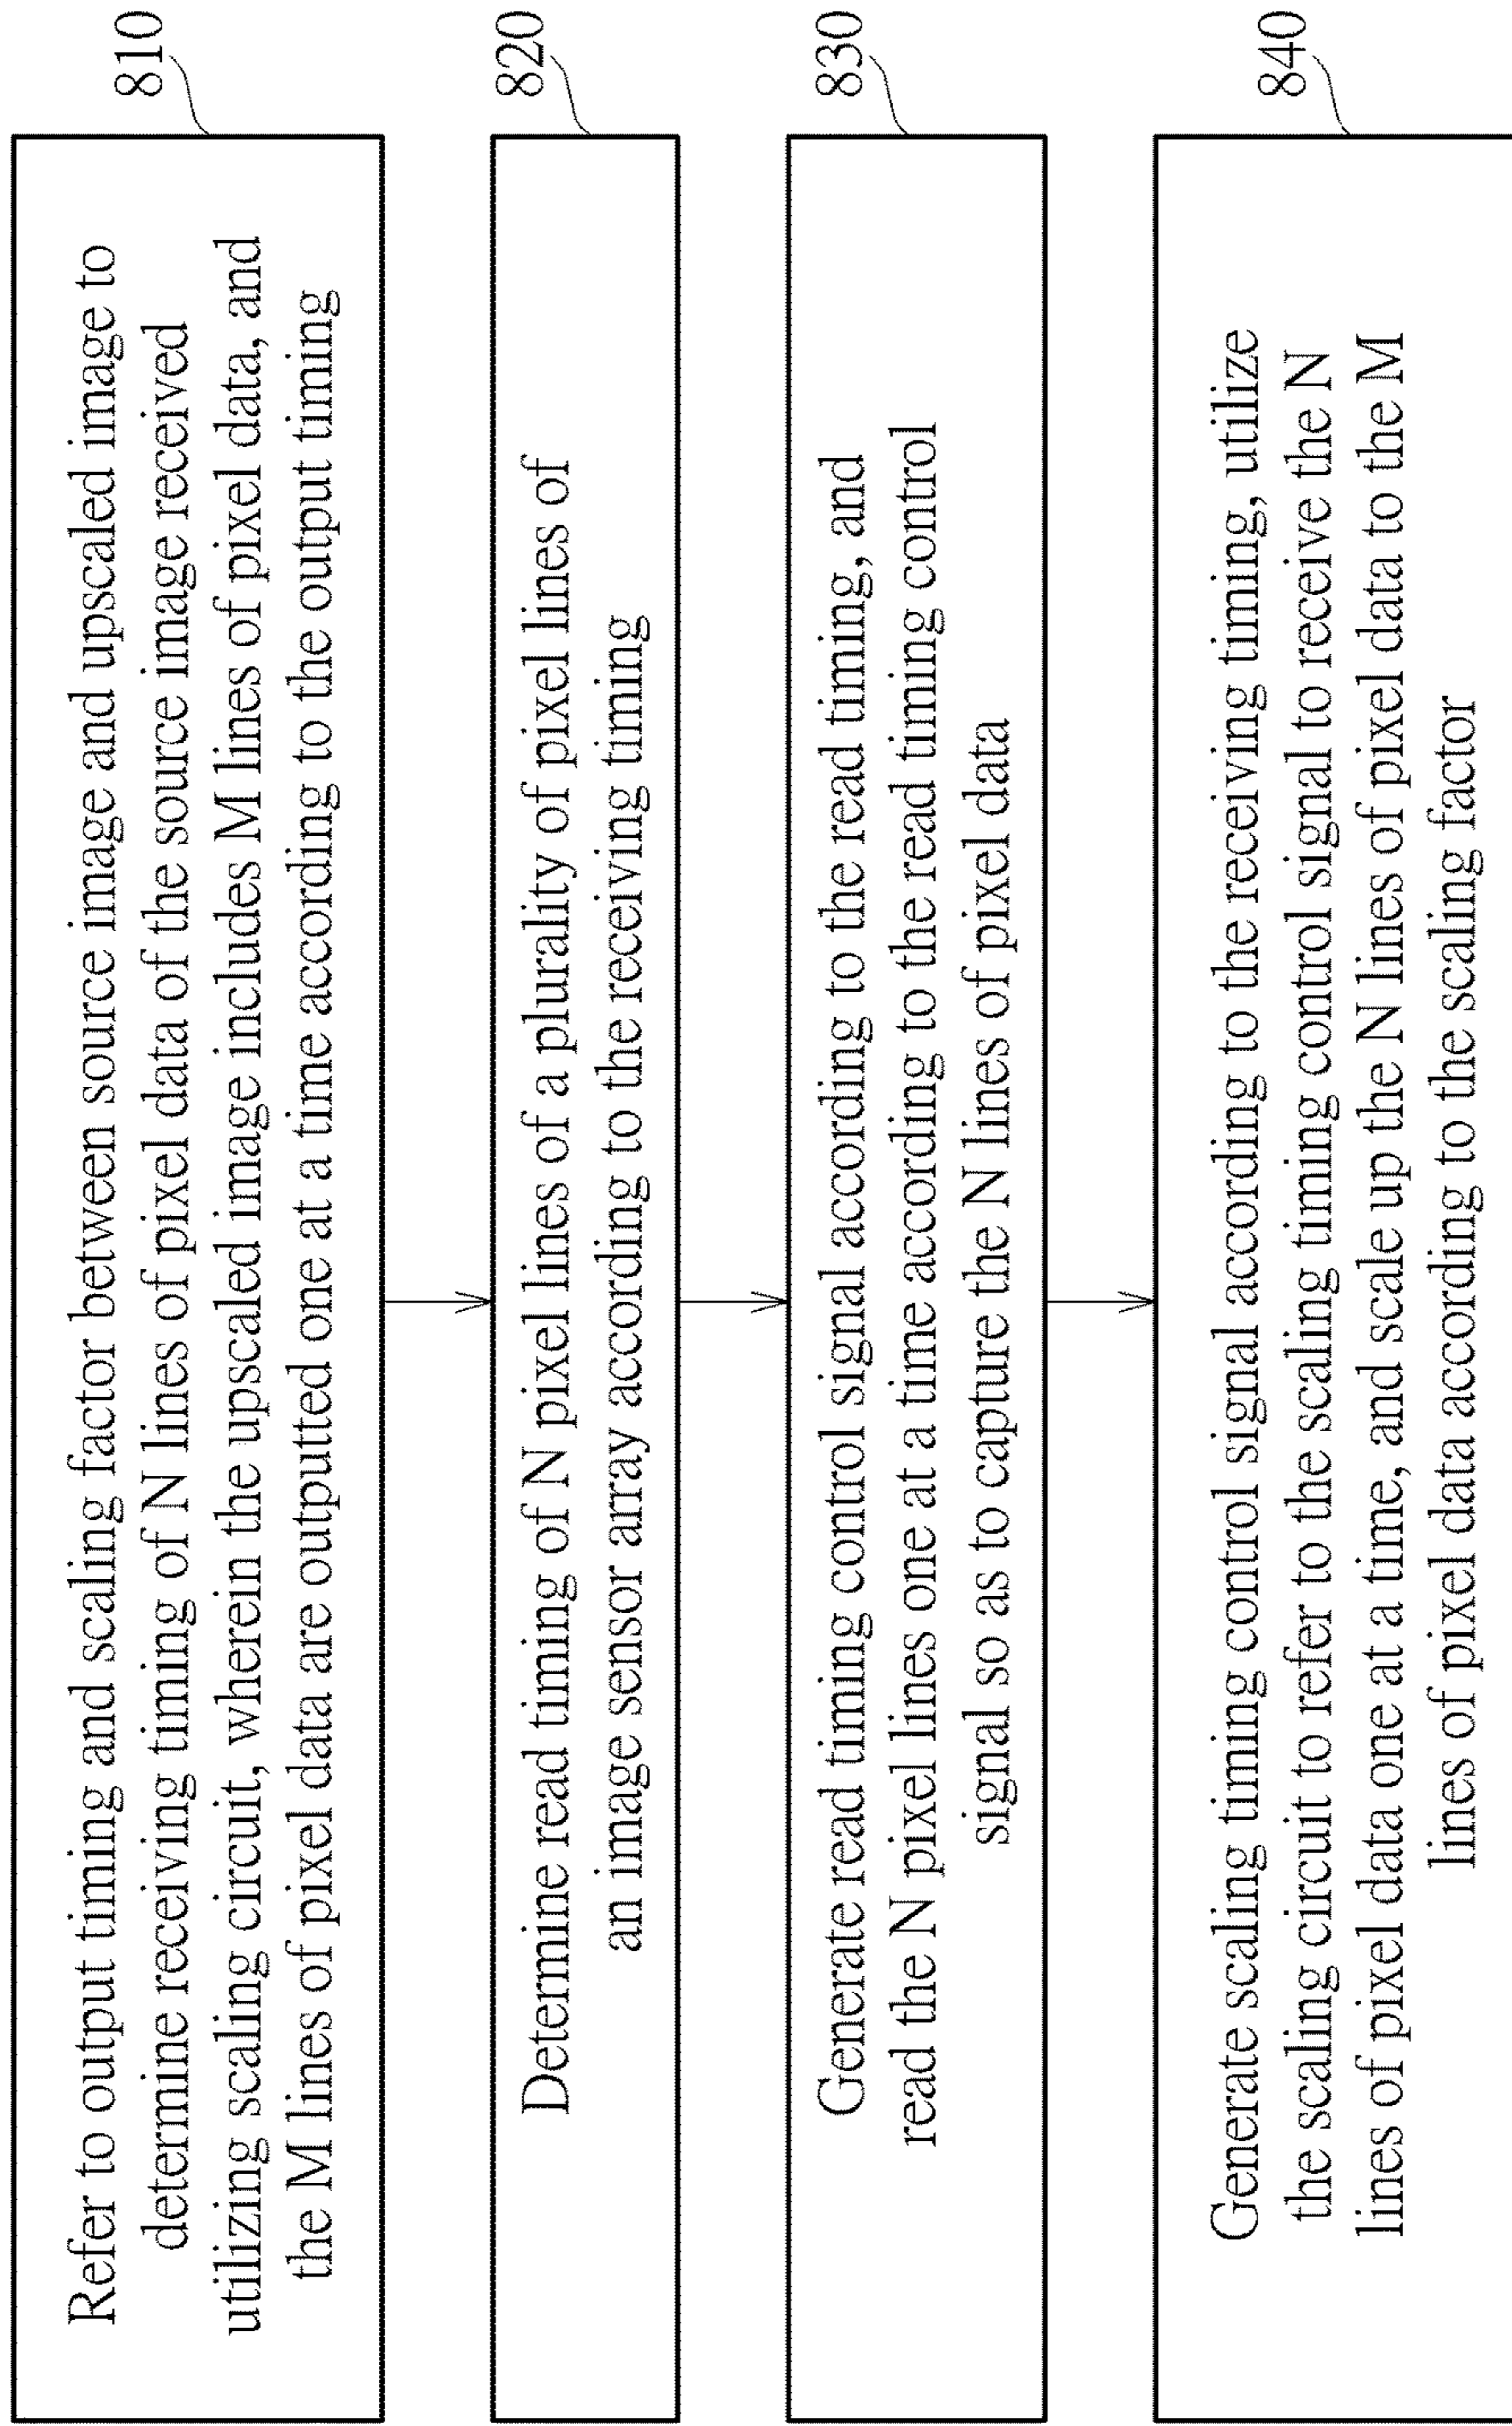 Refer to output timing and scaling factor between source image and upscaled image to
determine receiving timing of N lines of pixel data of the source image received
utilizing scaling circuit, wherein the upscaled image includes M lines of pixel data, and
the M lines of pixel data are outputted one at a time according to the output timing
810
Determine read timing of N pixel lines of a plurality of pixel lines of
an image sensor array according to the receiving timing
820
Generate read timing control signal according to the read timing, and
read the N pixel lines one at a time according to the read timing control
signal so as to capture the N lines of pixel data
830
Generate scaling timing control signal according to the receiving timing, utilize
the scaling circuit to refer to the scaling timing control signal to receive the N
lines of pixel data one at a time, and scale up the N lines of pixel data to the M
lines of pixel data according to the scaling factor
840